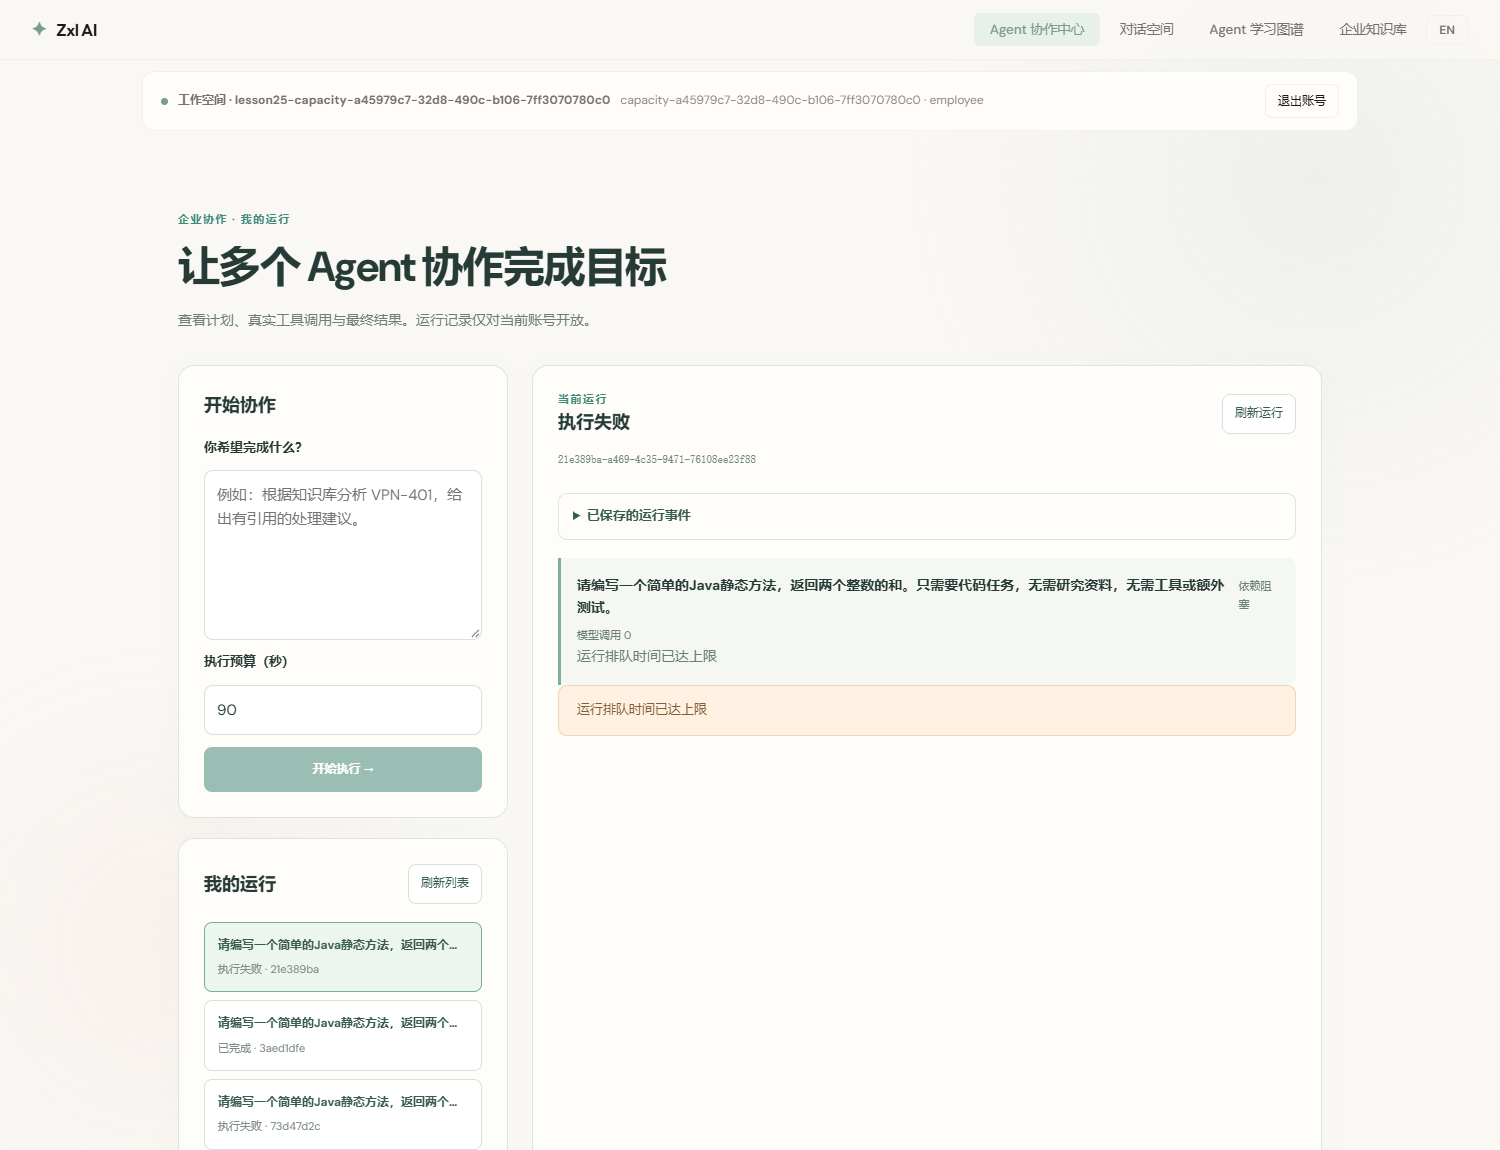 Zxl AI
Agent 协作中心
对话空间
Agent 学习图谱
企业知识库
EN
工作空间 · lesson25-capacity-a45979c7-32d8-490c-b106-7ff3070780c0 capacity-a45979c7-32d8-490c-b106-7ff3070780c0 · employee
退出账号
企业协作 · 我的运行
让多个 Agent 协作完成目标
查看计划、真实工具调用与最终结果。运行记录仅对当前账号开放。
开始协作
你希望完成什么？
例如：根据知识库分析 VPN-401，给
出有引用的处理建议。
执行预算（秒）
90
开始执行 →
我的运行
刷新列表
请编写一个简单的Java静态方法，返回两个...
执行失败 · 21e389ba
请编写一个简单的Java静态方法，返回两个...
已完成 · 3aed1dfe
请编写一个简单的Java静态方法，返回两个...
执行失败 · 73d47d2c
当前运行
执行失败
刷新运行
21e389ba-a469-4c35-9471-76108ee23f88
已保存的运行事件
请编写一个简单的Java静态方法，返回两个整数的和。只需要代码任务，无需研究资料，无需工具或额外
测试。
依赖阻
塞
模型调用 0
运行排队时间已达上限
运行排队时间已达上限